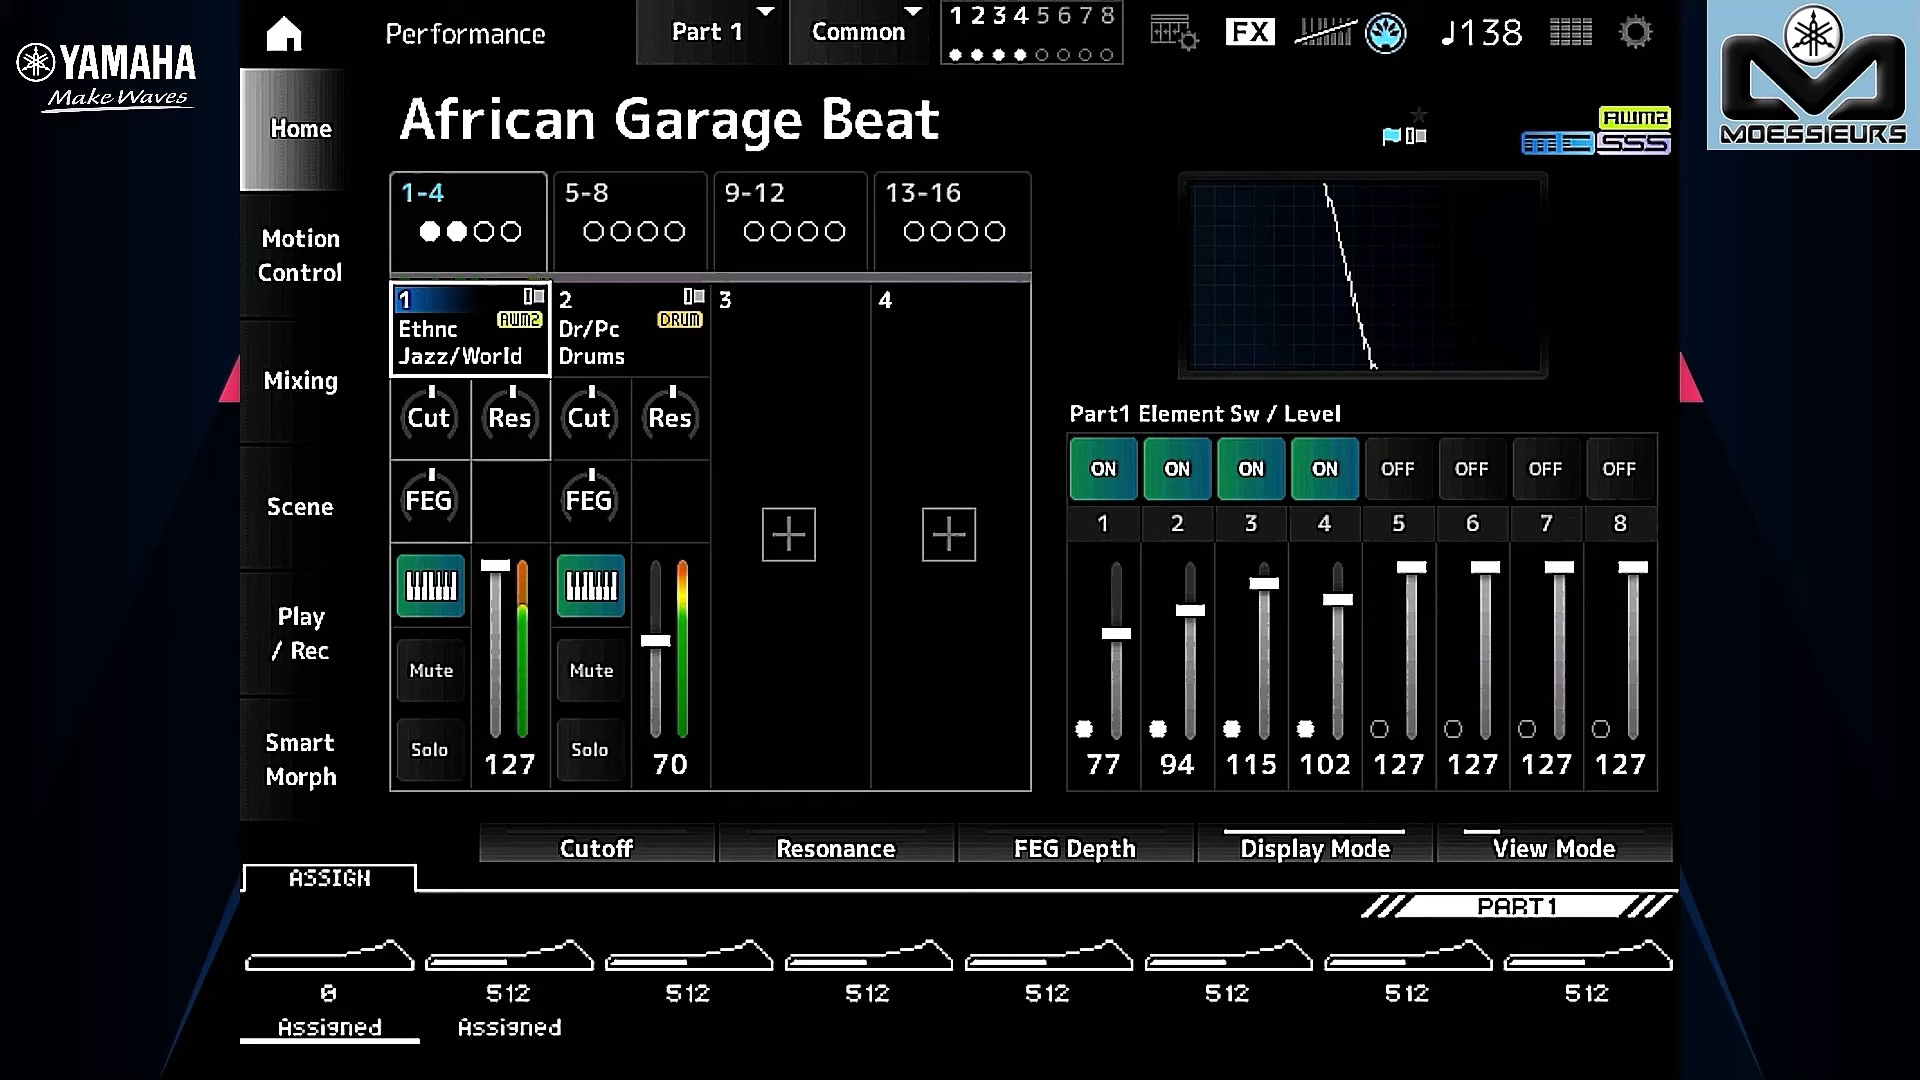 YAMAHA
Make Waves
Performance
Part 1
Common
1 2 3 4 5 6 7 8
FX
♩138
MOESSIEURS
Home
African Garage Beat
AWM2
MC SSS
1-4
5-8
9-12
13-16
Motion
Control
1
Ethnc
AWM2
Jazz/World
2
Dr/Pc
DRUM
Drums
3
4
Mixing
Cut
Res
Cut
Res
Part1 Element Sw / Level
ON ON ON ON OFF OFF OFF OFF
FEG
FEG
Scene
1 2 3 4 5 6 7 8
Play
/ Rec
Mute
Mute
Smart
Morph
Solo
127
Solo
70
77 94 115 102 127 127 127 127
Cutoff
Resonance
FEG Depth
Display Mode
View Mode
ASSIGN
PART1
0 512 512 512 512 512 512 512
Assigned
Assigned